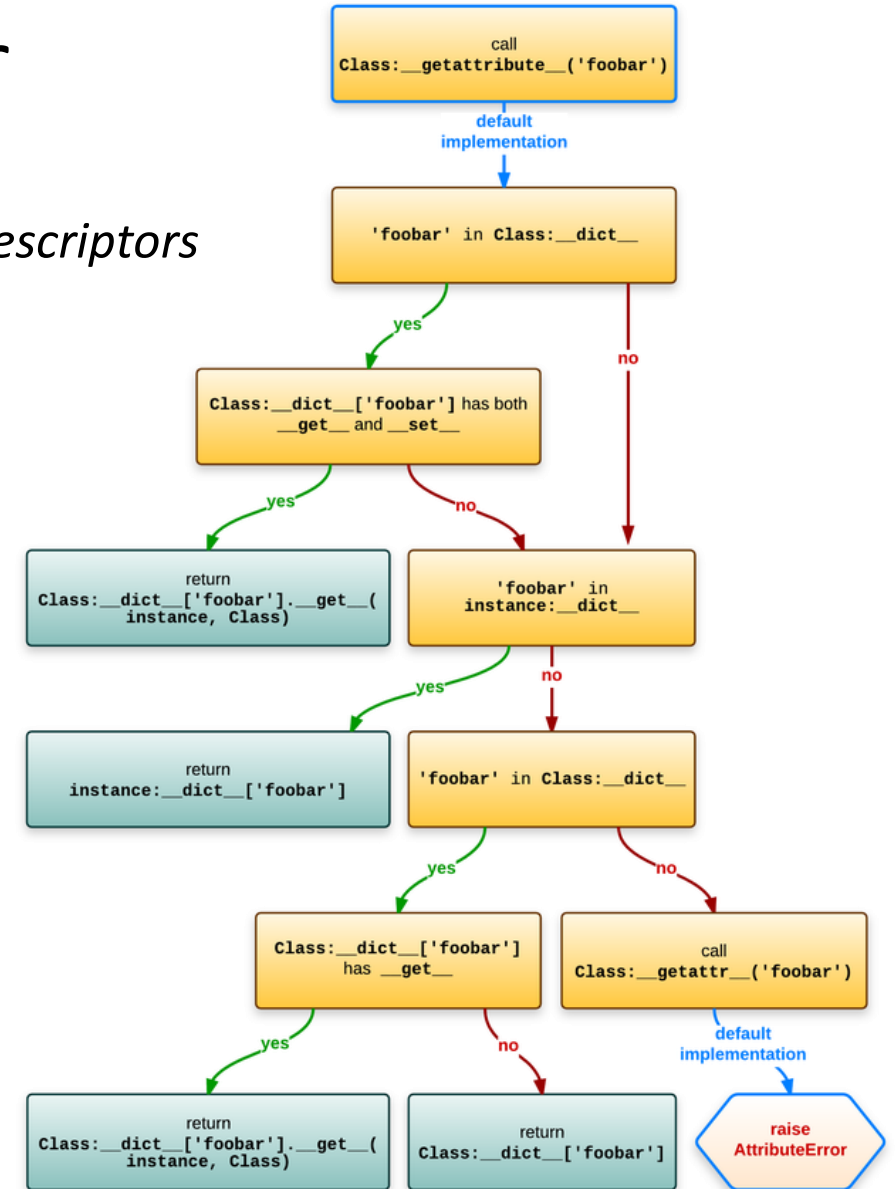 call
Class:__getattribute__('foobar')
default
implementation
'foobar' in Class:__dict__
escriptors
yes
no
Class:__dict__['foobar'] has both
__get__ and __set__
yes
no
return
Class:__dict__['foobar'].__get__(
instance, Class)
'foobar' in
instance:__dict__
yes
no
return
instance:__dict__['foobar']
'foobar' in Class:__dict__
yes
no
Class:__dict__['foobar']
has __get__
call
Class:__getattr__('foobar')
yes
no
default
implementation
return
Class:__dict__['foobar'].__get__(
instance, Class)
return
Class:__dict__['foobar']
raise
AttributeError